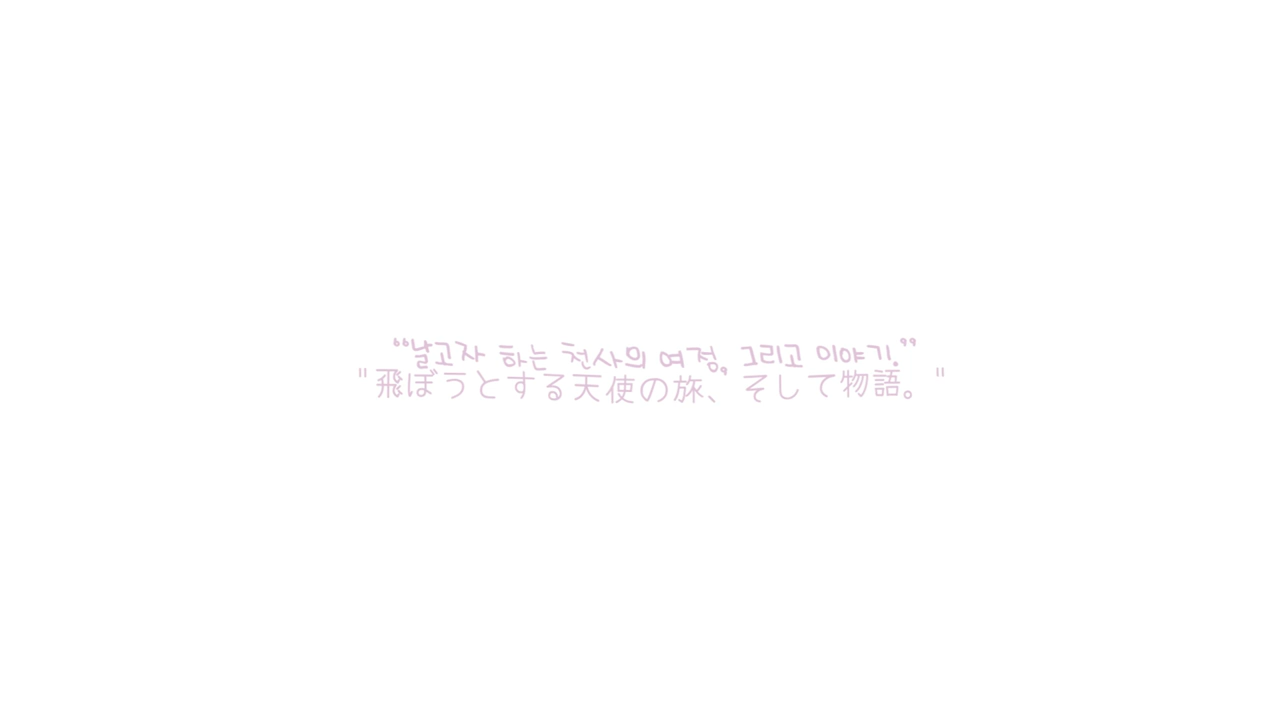 “날고자 하는 천사의 여정, 그리고 이야기.”
"飛ぼうとする天使の旅、そして物語。"